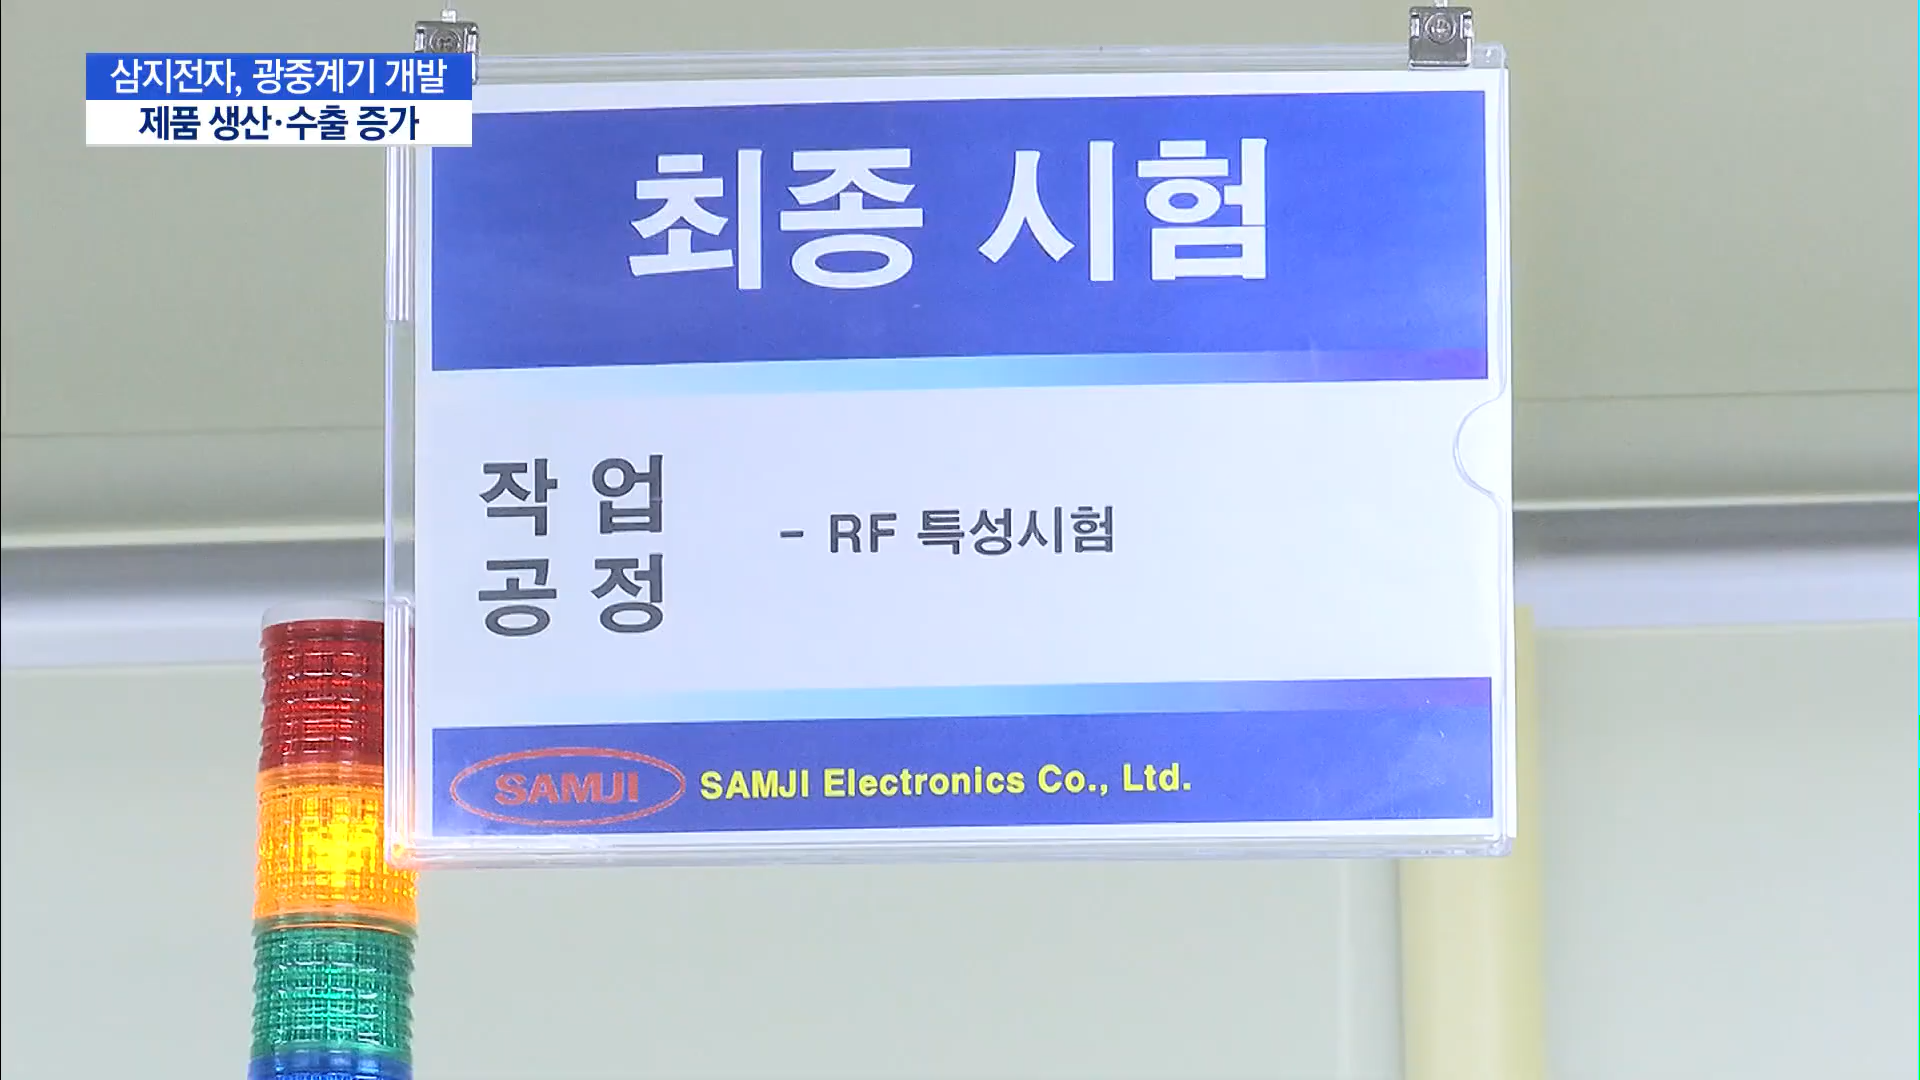 삼지전자, 광중계기 개발
제품 생산·수출 증가
최종 시험
작업
공정
- RF 특성시험
SAMJI
SAMJI Electronics Co., Ltd.